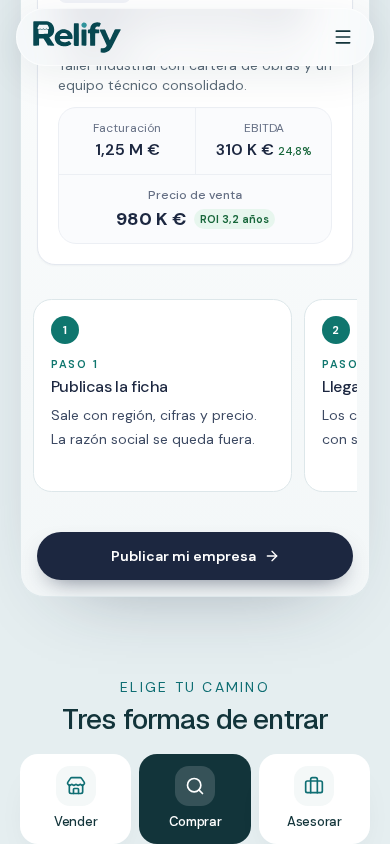 Relify
Taller industrial con cartera de obras y un
equipo técnico consolidado.
Facturación
EBITDA
1,25 M €
310 K € 24,8%
Precio de venta
980 K € ROI 3,2 años
1
2
PASO 1
PASO
Publicas la ficha
Llega
Sale con región, cifras y precio.
Los c
La razón social se queda fuera.
con s
Publicar mi empresa →
ELIGE TU CAMINO
Tres formas de entrar
Vender
Comprar
Asesorar